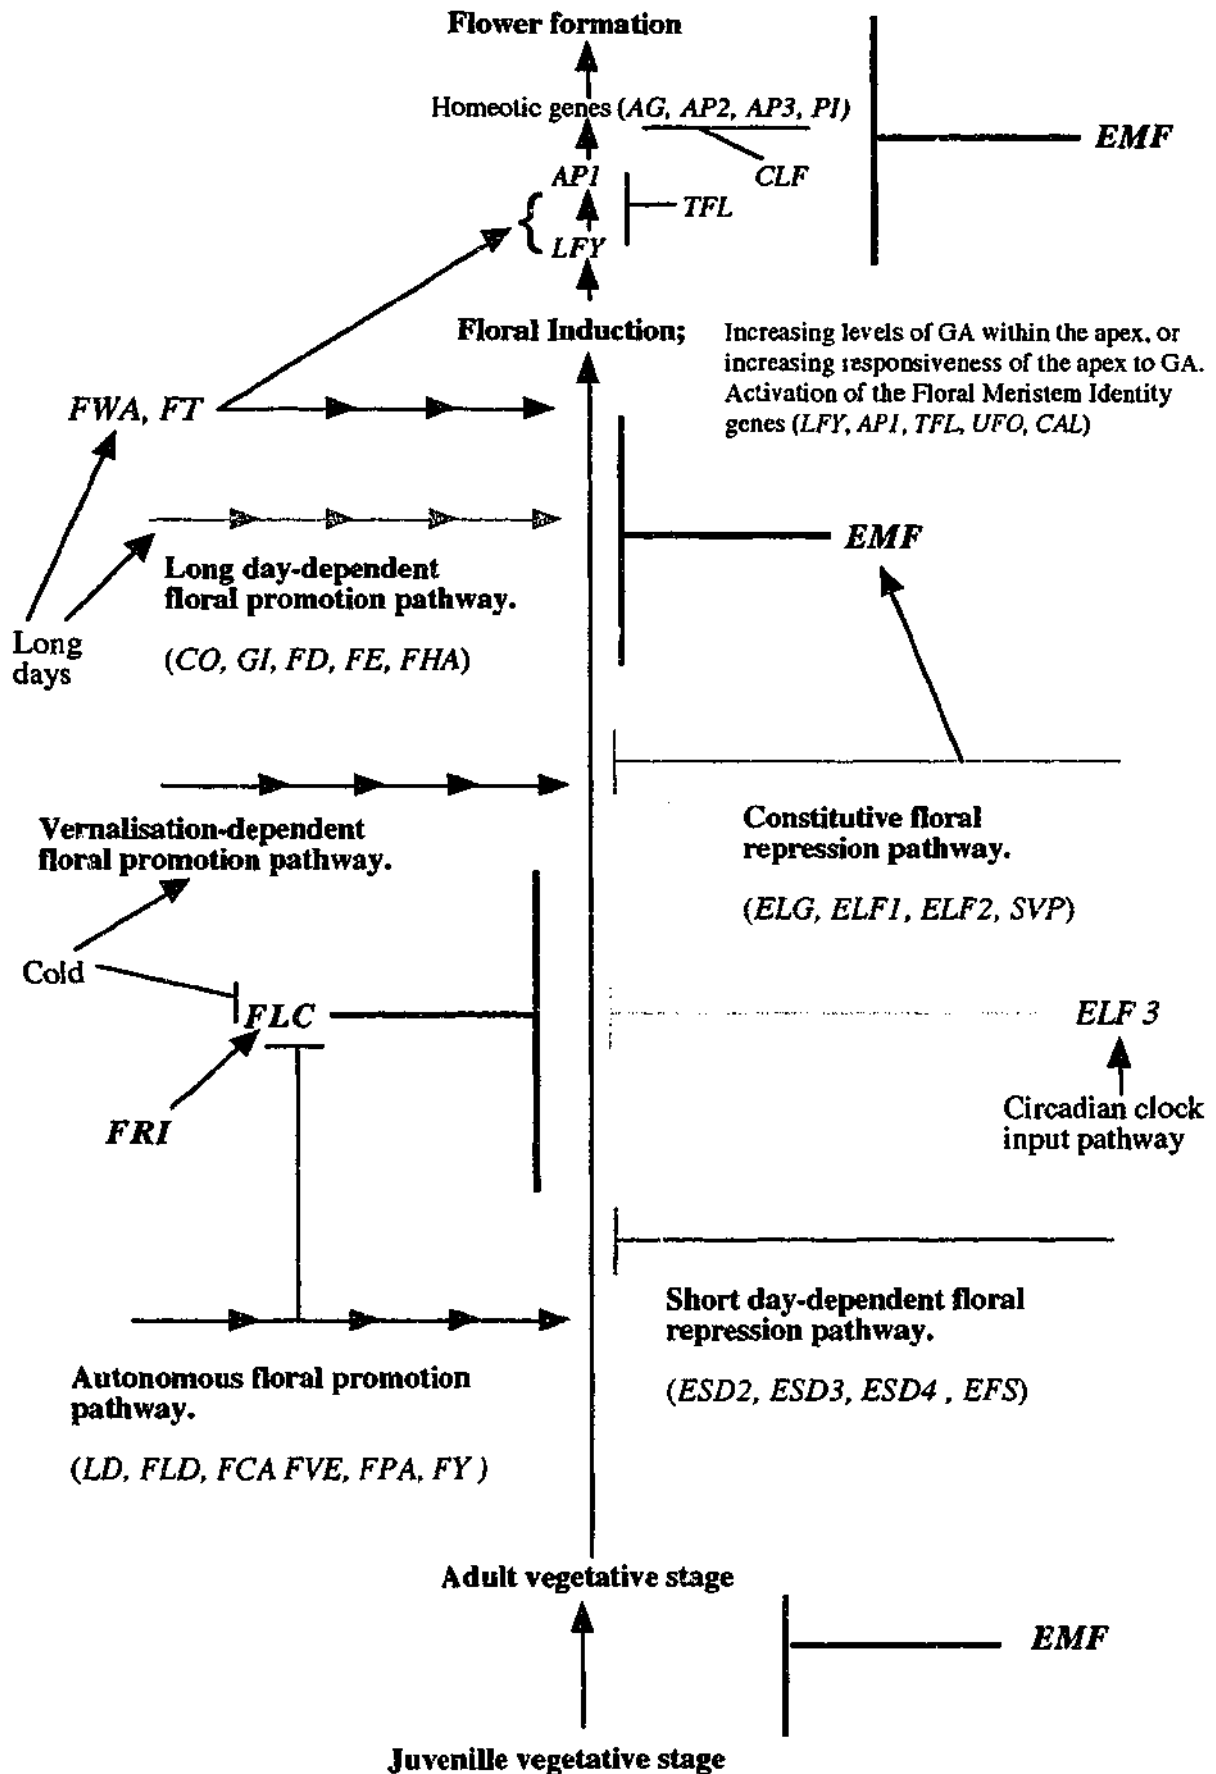 Flower formation
Homeotic genes (AG, AP2, AP3, PI)
EMF
CLF
AP1
TFL
{
LFY
Floral Induction;
Increasing levels of GA within the apex, or
increasing responsiveness of the apex to GA.
Activation of the Floral Meristem Identity
genes (LFY, AP1, TFL, UFO, CAL)
FWA, FT
EMF
Long day-dependent
floral promotion pathway.
(CO, GI, FD, FE, FHA)
Long
days
Vernalisation-dependent
floral promotion pathway.
Constitutive floral
repression pathway.
(ELG, ELF1, ELF2, SVP)
Cold
FLC
ELF 3
FRI
Circadian clock
input pathway
Short day-dependent floral
repression pathway.
(ESD2, ESD3, ESD4 , EFS)
Autonomous floral promotion
pathway.
(LD, FLD, FCA FVE, FPA, FY )
Adult vegetative stage
EMF
Juvenille vegetative stage